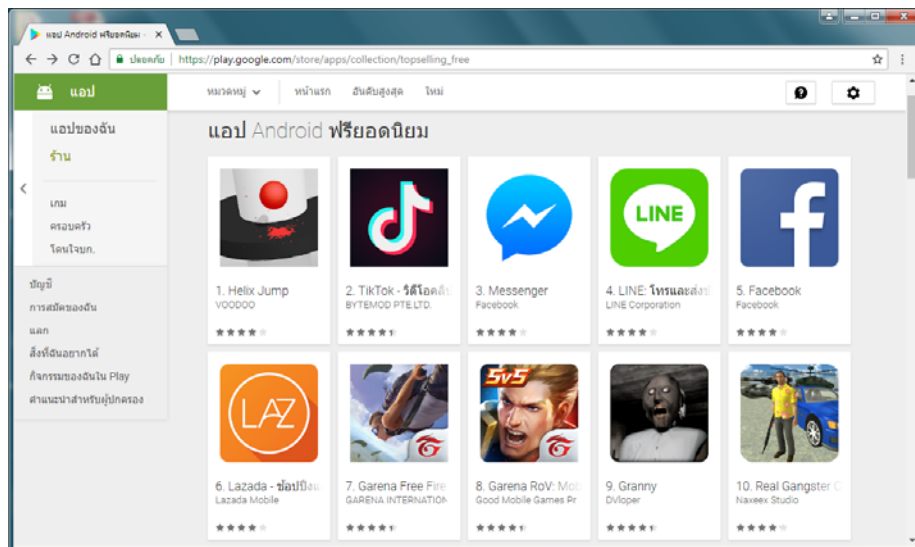 แอป Android ฟรียอดนิยม -
ปลอดภัย
https://play.google.com/store/apps/collection/topselling_free
แอป
หมวดหมู่
หน้าแรก
อันดับสูงสุด
ใหม่
แอปของฉัน
ร้าน
เกม
ครอบครัว
โดนใจบก.
บัญชี
การสมัครของฉัน
แลก
สิ่งที่ฉันอยากได้
กิจกรรมของฉันใน Play
คำแนะนำสำหรับผู้ปกครอง
แอป Android ฟรียอดนิยม
1. Helix Jump
VOODOO
2. TikTok - วิดีโอคลิป
BYTEMOD PTE.LTD.
3. Messenger
Facebook
LINE
4. LINE: โทรและส่งข
LINE Corporation
f
5. Facebook
Facebook
LAZ
6. Lazada - ช้อปปิ้งแ
Lazada Mobile
7. Garena Free Fire
GARENA INTERNATION
5v5
8. Garena RoV: Mob
Good Mobile Games Pr
9. Granny
DVloper
10. Real Gangster C
Naxeex Studio